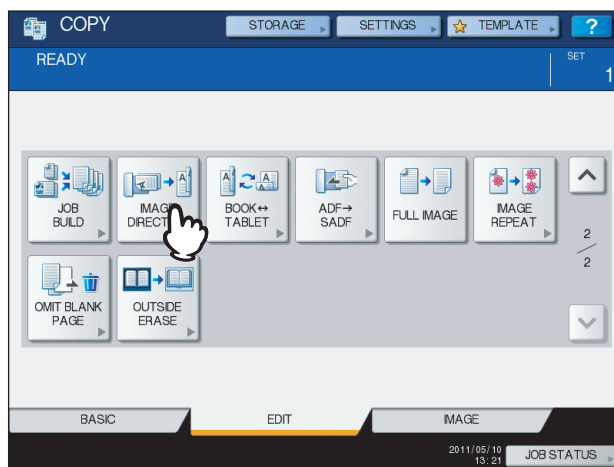 COPY
STORAGE
SETTINGS
TEMPLATE
?
READY
SET
1
JOB
BUILD
IMAGE
DIRECT
BOOK↔
TABLET
ADF→
SADF
FULL IMAGE
IMAGE
REPEAT
2
2
OMIT BLANK
PAGE
OUTSIDE
ERASE
BASIC
EDIT
IMAGE
2011/05/10
13:21
JOB STATUS